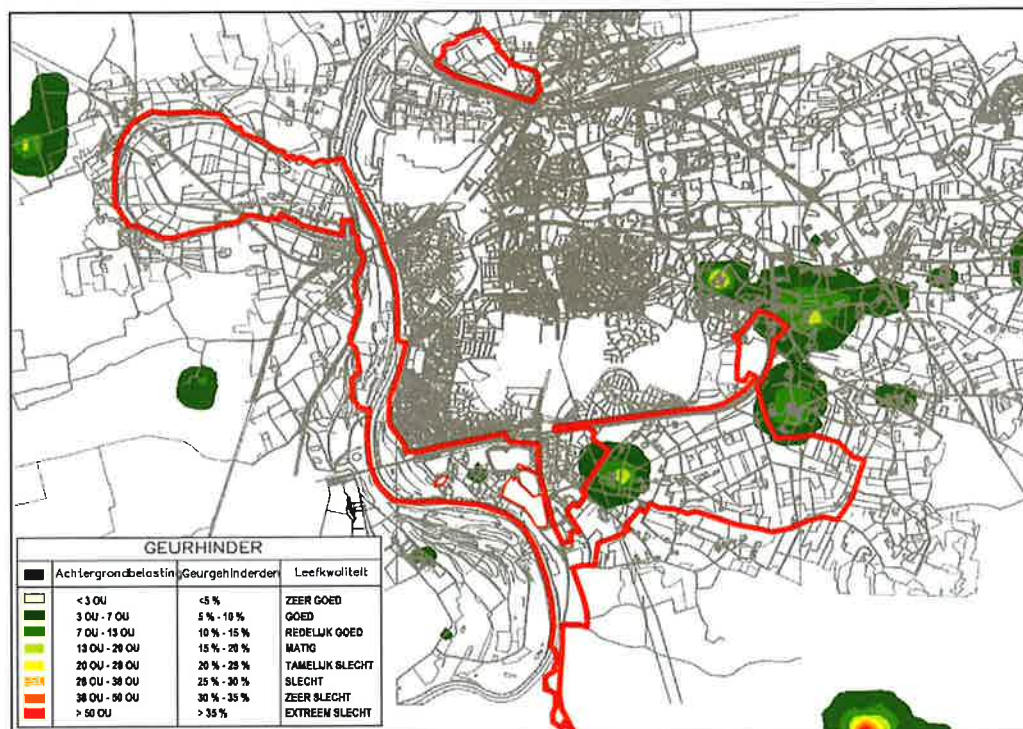 GEURHINDER
Achtergrondbelasting Geurgehinderden Leefkwaliteit
< 3 OU <5 % ZEER GOED
3 OU - 7 OU 5 % - 10 % GOED
7 OU - 13 OU 10 % - 15 % REDELIJK GOED
13 OU - 20 OU 15 % - 20 % MATIG
20 OU - 28 OU 20 % - 25 % TAMELIJK SLECHT
28 OU - 38 OU 25 % - 30 % SLECHT
38 OU - 50 OU 30 % - 35 % ZEER SLECHT
> 50 OU > 35 % EXTREEM SLECHT